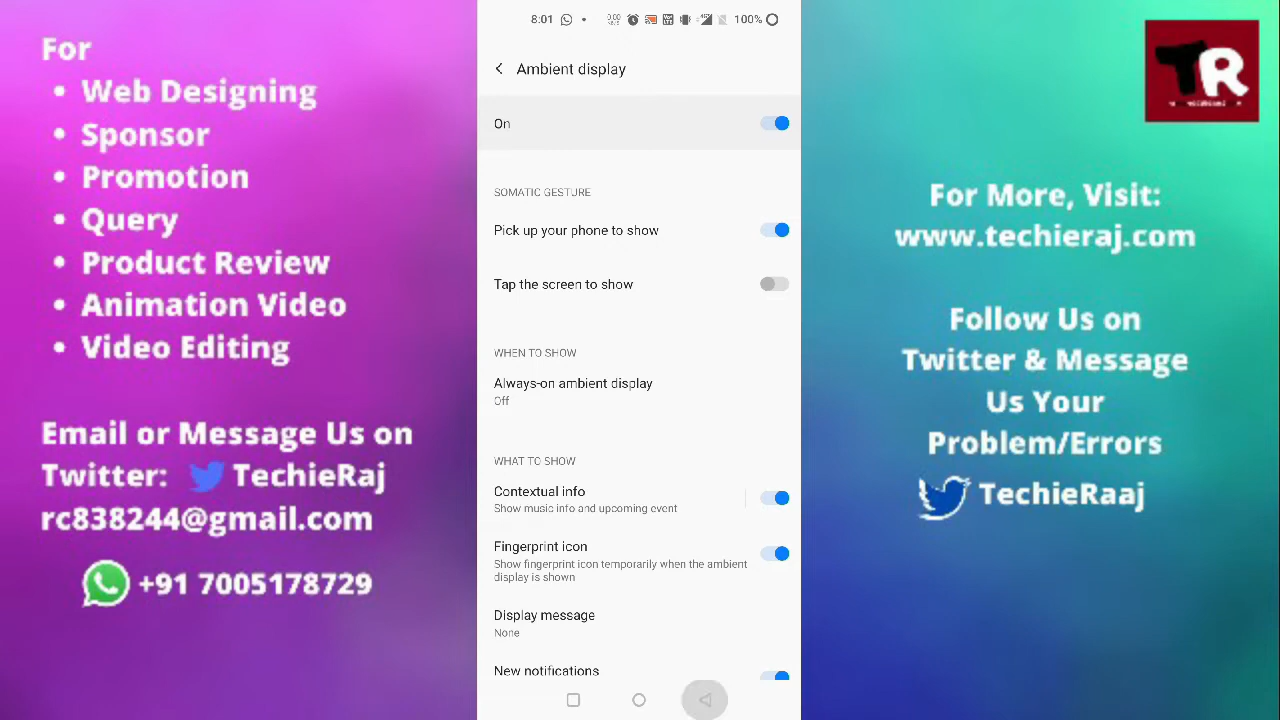 For
• Web Designing
• Sponsor
• Promotion
• Query
• Product Review
• Animation Video
• Video Editing
Email or Message Us on
Twitter: TechieRaj
rc838244@gmail.com
+91 7005178729
8:01
100%
Ambient display
On
SOMATIC GESTURE
Pick up your phone to show
Tap the screen to show
WHEN TO SHOW
Always-on ambient display
Off
WHAT TO SHOW
Contextual info
Show music info and upcoming event
Fingerprint icon
Show fingerprint icon temporarily when the ambient
display is shown
Display message
None
New notifications
TR
For More, Visit:
www.techieraj.com
Follow Us on
Twitter & Message
Us Your
Problem/Errors
TechieRaaj